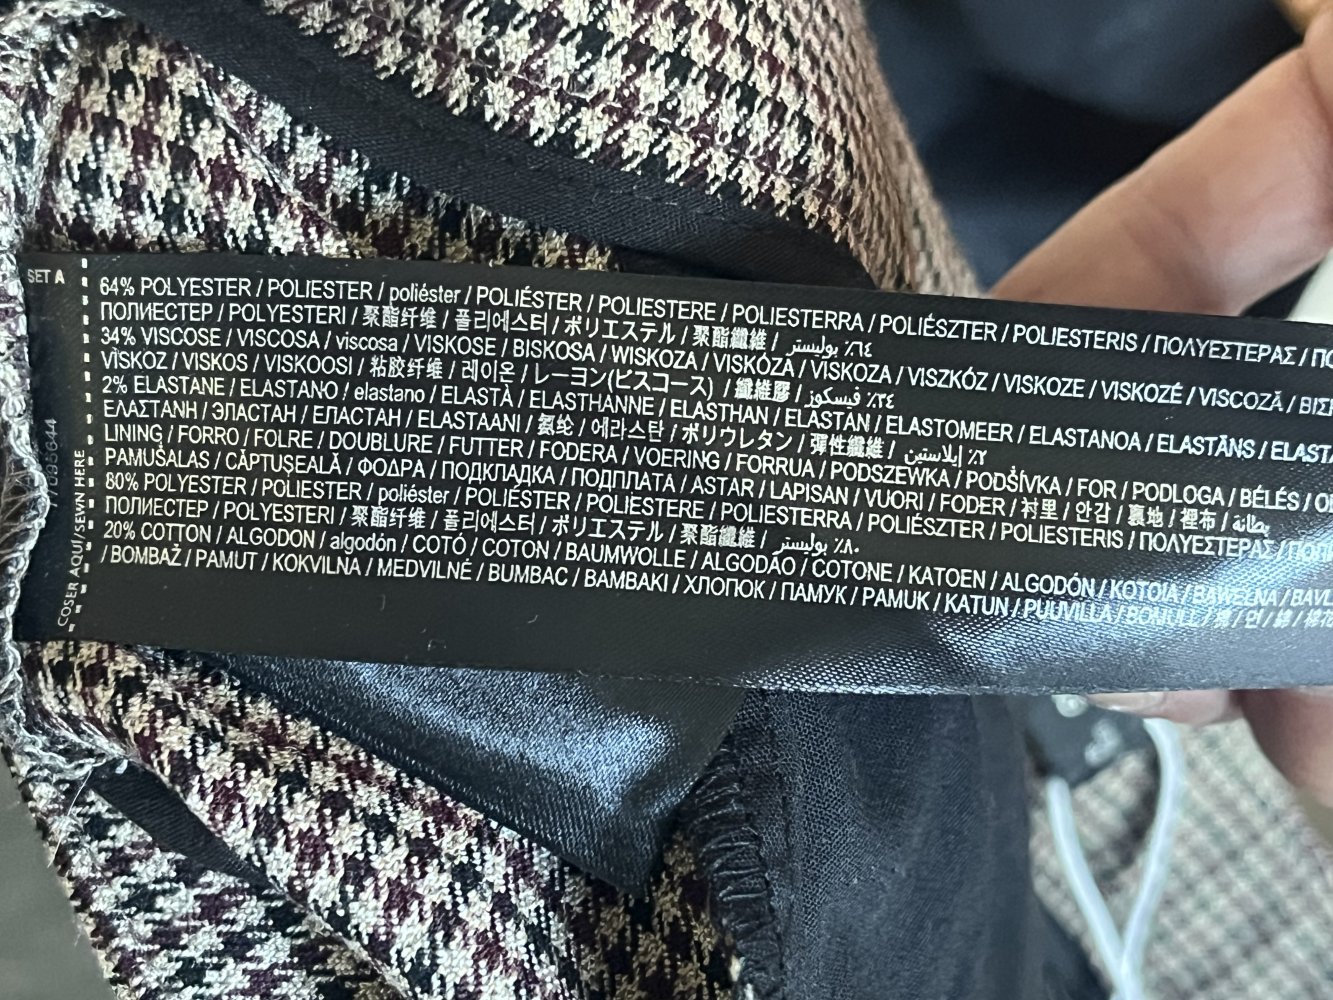 SET A
COSER AQUI/SEWN HERE
64% POLYESTER / POLIESTER / poliéster / POLIÉSTER / POLIESTERE / POLIESTERRA / POLIÉSZTER / POLIESTERIS / ΠΟΛΥΕΣΤΕΡΑΣ /
ПОЛИЕСТЕР / POLYESTERI / 聚酯纤维 / 폴리에스터 / ポリエステル / 聚酯纖維 / بوليستر ٪٦٤
34% VISCOSE / VISCOSA / viscosa / VISKOSE / BISKOSA / WISKOZA / VISKÓZA / VISKOZA / VISZKÓZ / VISKOZE / VISKOZĖ / VISCOZĂ /
VÌSKOZ / VISKOS / VISKOOSI / 粘胶纤维 / 레이온 / レーヨン(ビスコース) / 纖維膠 / فيسكوز ٪٣٤
2% ELASTANE / ELASTANO / elastano / ELASTÀ / ELASTHANNE / ELASTHAN / ELASTAN / ELASTOMEER / ELASTANOA / ELASTĀNS /
ΕΛΑΣΤΑΝΗ / ЭЛАСТАН / ЕЛАСТАН / ELASTAANI / 氨纶 / 에라스탄 / ポリウレタン / 彈性纖維 / إيلاستين ٪٢
LINING / FORRO / FOLRE / DOUBLURE / FUTTER / FODERA / VOERING / FORRUA / PODSZEWKA / PODŠÍVKA / FOR / PODLOGA / BÉLÉS /
PAMUŠALAS / CĂPTUȘEALĂ / ΦΟΔΡΑ / ПОДКЛАДКА / ПОДПЛАТА / ASTAR / LAPISAN / VUORI / FODER / 衬里 / 안감 / 裏地 / 裡布 / بطانة
80% POLYESTER / POLIESTER / poliéster / POLIÉSTER / POLIESTERE / POLIESTERRA / POLIÉSZTER / POLIESTERIS / ΠΟΛΥΕΣΤΕΡΑΣ /
ПОЛИЕСТЕР / POLYESTERI / 聚酯纤维 / 폴리에스터 / ポリエステル / 聚酯纖維 / بوليستر ٪٨٠
20% COTTON / ALGODON / algodón / COTÓ / COTON / BAUMWOLLE / ALGODÃO / COTONE / KATOEN / ALGODÓN / KOTOIA / BAWEŁNA /
/ BOMBAŽ / PAMUT / KOKVILNA / MEDVILNĖ / BUMBAC / ΒΑΜΒΑΚΙ / ХЛОПОК / ПАМУК / PAMUK / KATUN / PUUVILLA / BOMULL / 棉 / 면 / 綿 /